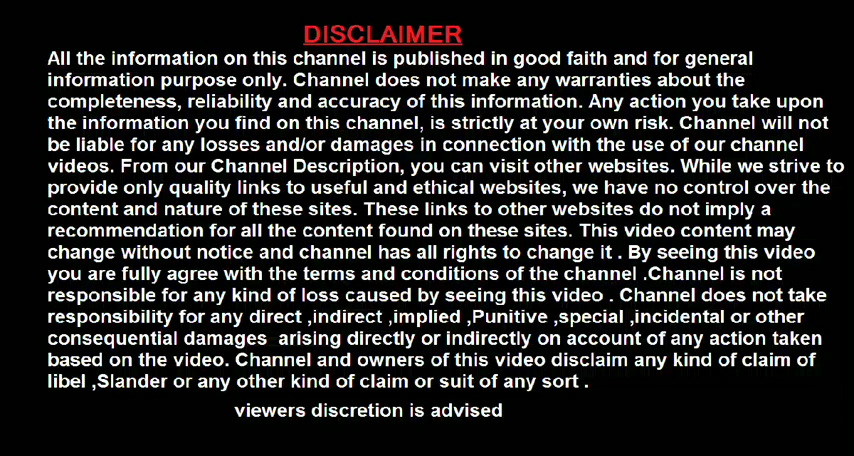 DISCLAIMER
All the information on this channel is published in good faith and for general
information purpose only. Channel does not make any warranties about the
completeness, reliability and accuracy of this information. Any action you take upon
the information you find on this channel, is strictly at your own risk. Channel will not
be liable for any losses and/or damages in connection with the use of our channel
videos. From our Channel Description, you can visit other websites. While we strive to
provide only quality links to useful and ethical websites, we have no control over the
content and nature of these sites. These links to other websites do not imply a
recommendation for all the content found on these sites. This video content may
change without notice and channel has all rights to change it . By seeing this video
you are fully agree with the terms and conditions of the channel .Channel is not
responsible for any kind of loss caused by seeing this video . Channel does not take
responsibility for any direct ,indirect ,implied ,Punitive ,special ,incidental or other
consequential damages  arising directly or indirectly on account of any action taken
based on the video. Channel and owners of this video disclaim any kind of claim of
libel ,Slander or any other kind of claim or suit of any sort .
viewers discretion is advised